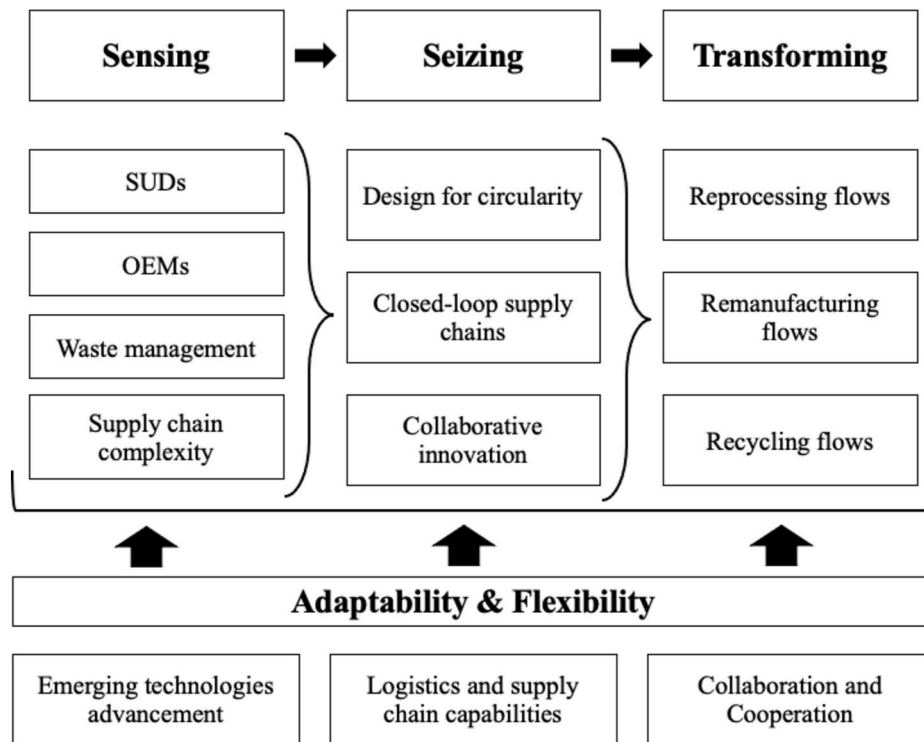 Sensing
Seizing
Transforming
SUDs
OEMs
Waste management
Supply chain
complexity
Design for circularity
Closed-loop supply
chains
Collaborative
innovation
Reprocessing flows
Remanufacturing
flows
Recycling flows
Adaptability & Flexibility
Emerging technologies
advancement
Logistics and supply
chain capabilities
Collaboration and
Cooperation